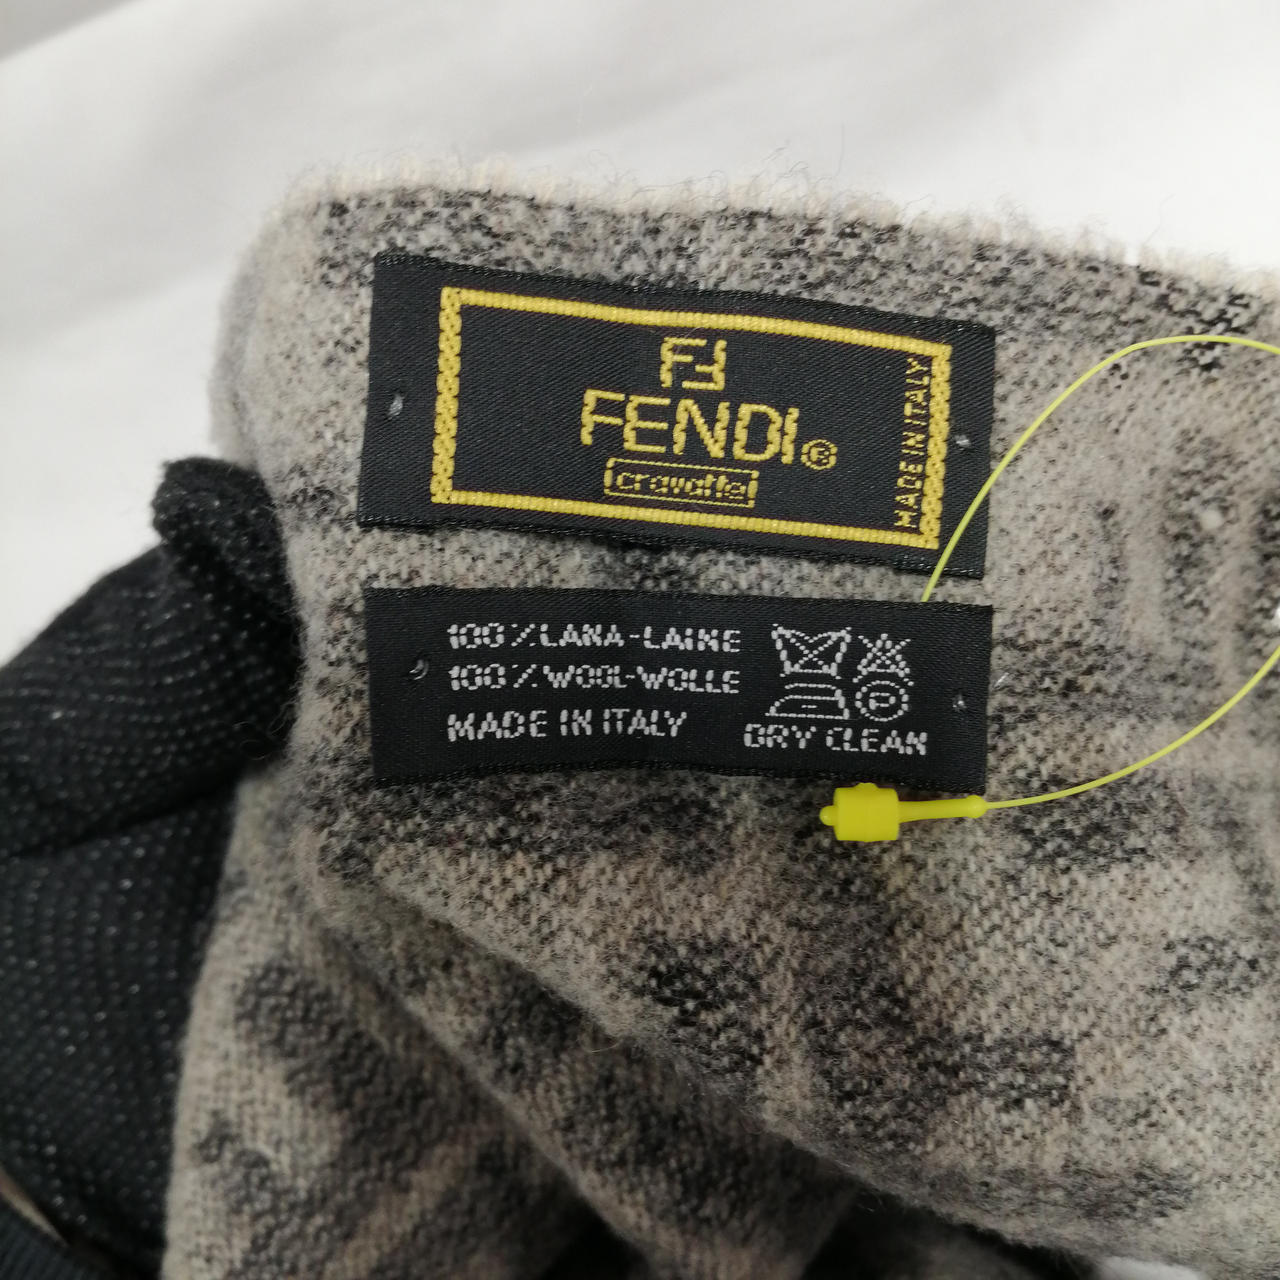 FF
FENDI®
cravatte
MADE IN ITALY
100% LANA-LAINE
100% WOOL-WOLLE
MADE IN ITALY
P
DRY CLEAN